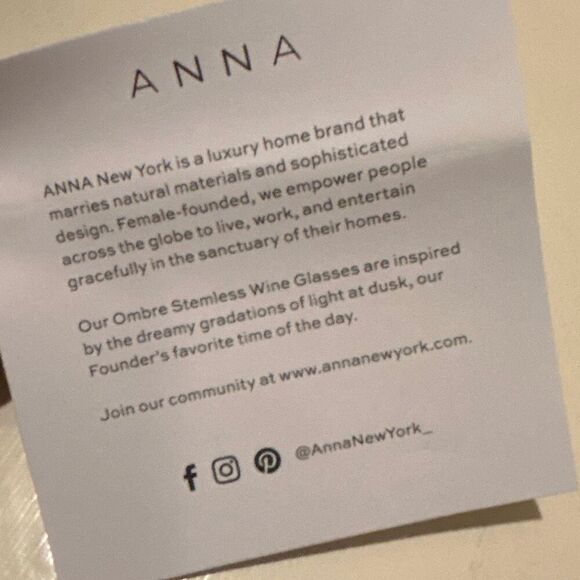 ANNA
ANNA New York is a luxury home brand that
marries natural materials and sophisticated
design. Female-founded, we empower people
across the globe to live, work, and entertain
gracefully in the sanctuary of their homes.
Our Ombre Stemless Wine Glasses are inspired
by the dreamy gradations of light at dusk, our
Founder's favorite time of the day.
Join our community at www.annanewyork.com.
@AnnaNewYork_